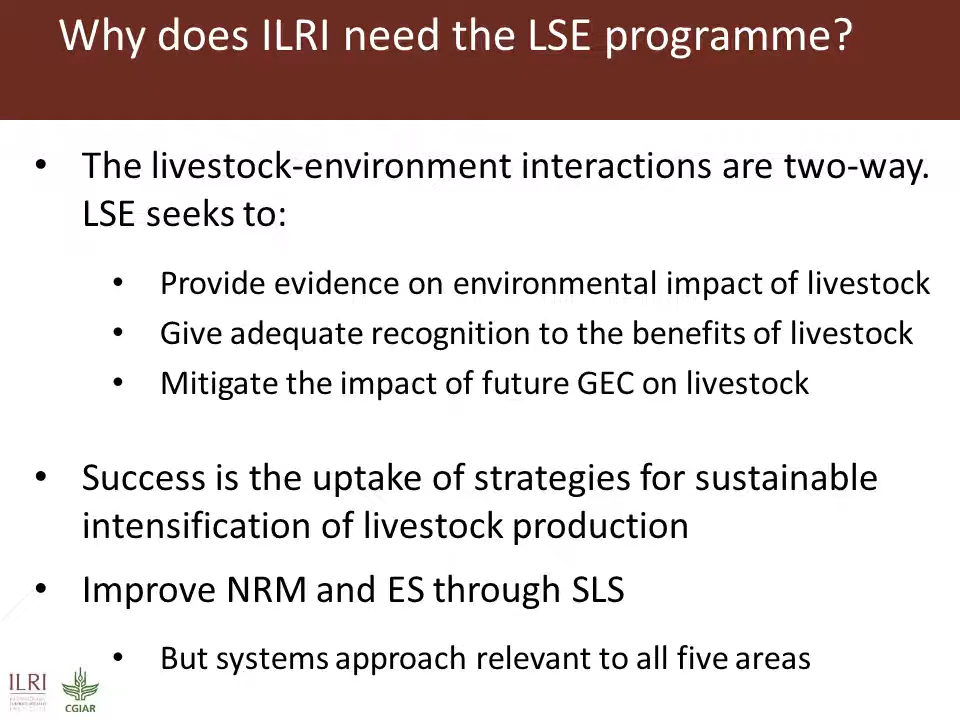 Why does ILRI need the LSE programme?
• The livestock-environment interactions are two-way.
LSE seeks to:
• Provide evidence on environmental impact of livestock
• Give adequate recognition to the benefits of livestock
• Mitigate the impact of future GEC on livestock
• Success is the uptake of strategies for sustainable
intensification of livestock production
• Improve NRM and ES through SLS
• But systems approach relevant to all five areas
ILRI
CGIAR